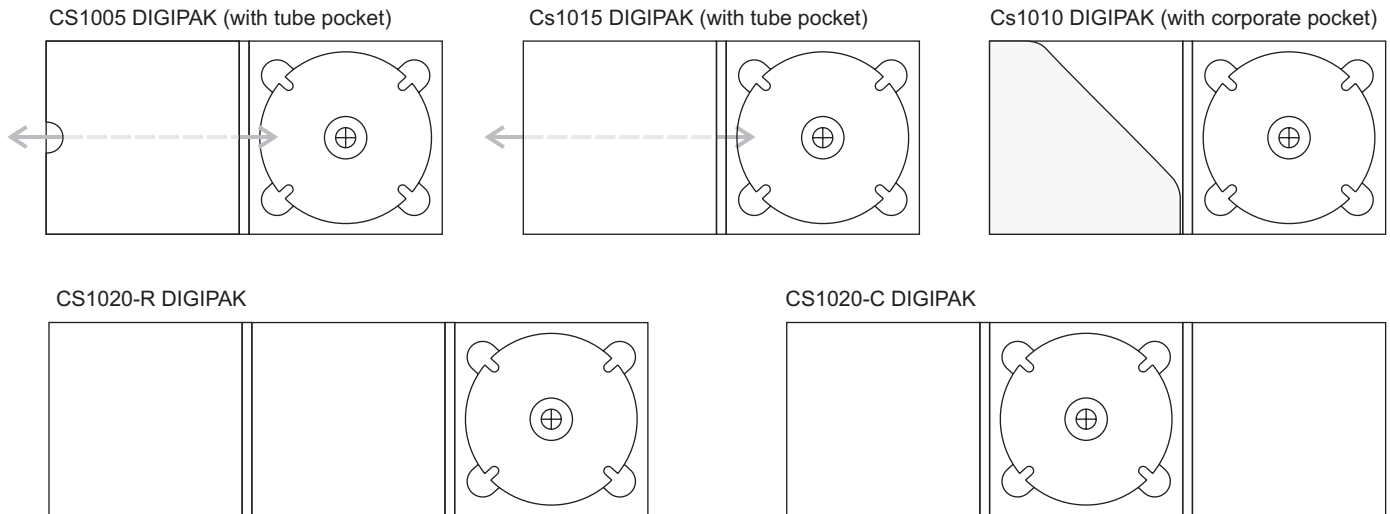 CS1005 DIGIPAK (with tube pocket)
Cs1015 DIGIPAK (with tube pocket)
Cs1010 DIGIPAK (with corporate pocket)
CS1020-R DIGIPAK
CS1020-C DIGIPAK